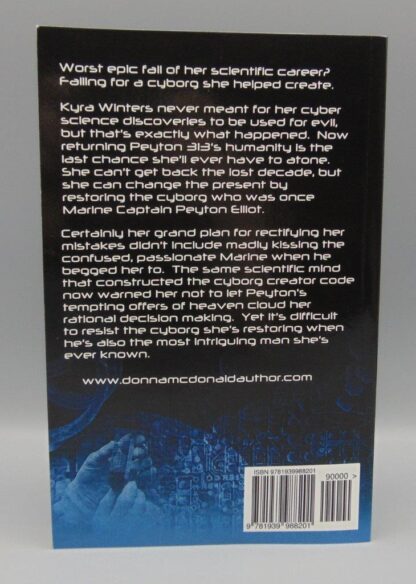 Worst epic fail of her scientific career?
Falling for a cyborg she helped create.
Kyra Winters never meant for her cyber
science discoveries to be used for evil,
but that's exactly what happened. Now
returning Peyton 313's humanity is the
last chance she'll ever have to atone.
She can't get back the lost decade, but
she can change the present by
restoring the cyborg who was once
Marine Captain Peyton Elliot.
Certainly her grand plan for rectifying her
mistakes didn't include madly kissing the
confused, passionate Marine when he
begged her to. The same scientific mind
that constructed the cyborg creator code
now warned her not to let Peyton's
tempting offers of heaven cloud her
rational decision making. Yet it's difficult
to resist the cyborg she's restoring when
he's also the most intriguing man she's
ever known.
www.donnamcdonaldauthor.com
ISBN 9781939988201
90000 >
9 781939 988201